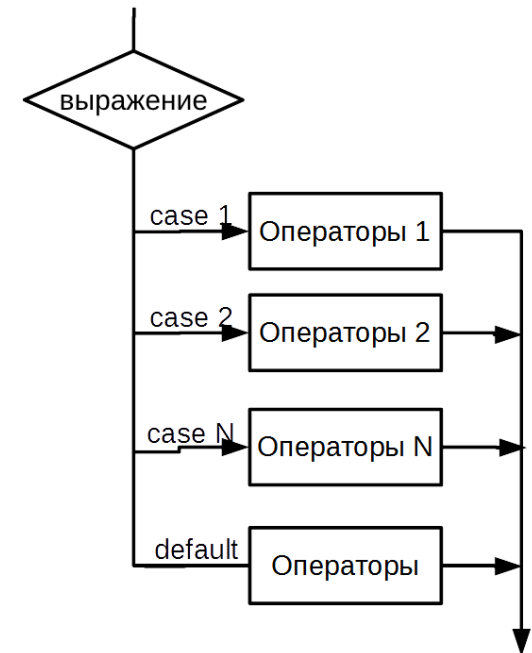 выражение
case 1
Операторы 1
case 2
Операторы 2
case N
Операторы N
default
Операторы